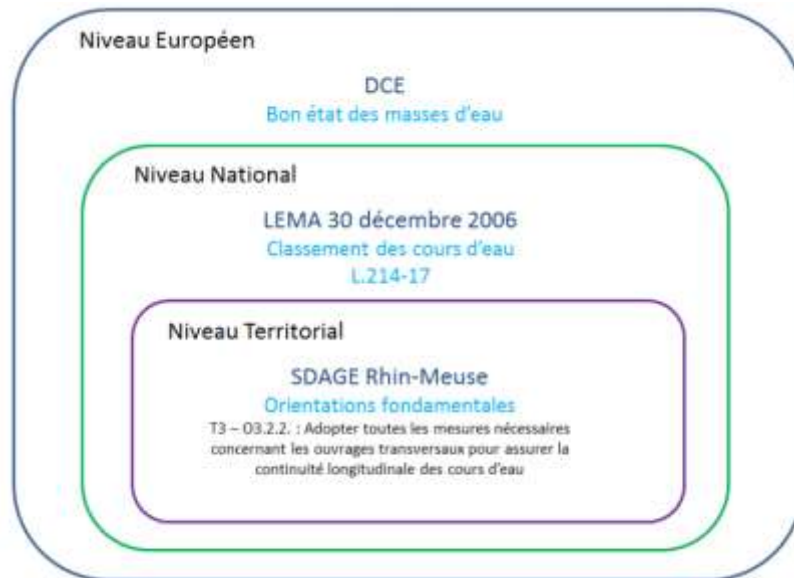 Niveau Européen
DCE
Bon état des masses d'eau
Niveau National
LEMA 30 décembre 2006
Classement des cours d'eau
L.214-17
Niveau Territorial
SDAGE Rhin-Meuse
Orientations fondamentales
T3 – O3.2.2. : Adopter toutes les mesures nécessaires
concernant les ouvrages transversaux pour assurer la
continuité longitudinale des cours d'eau